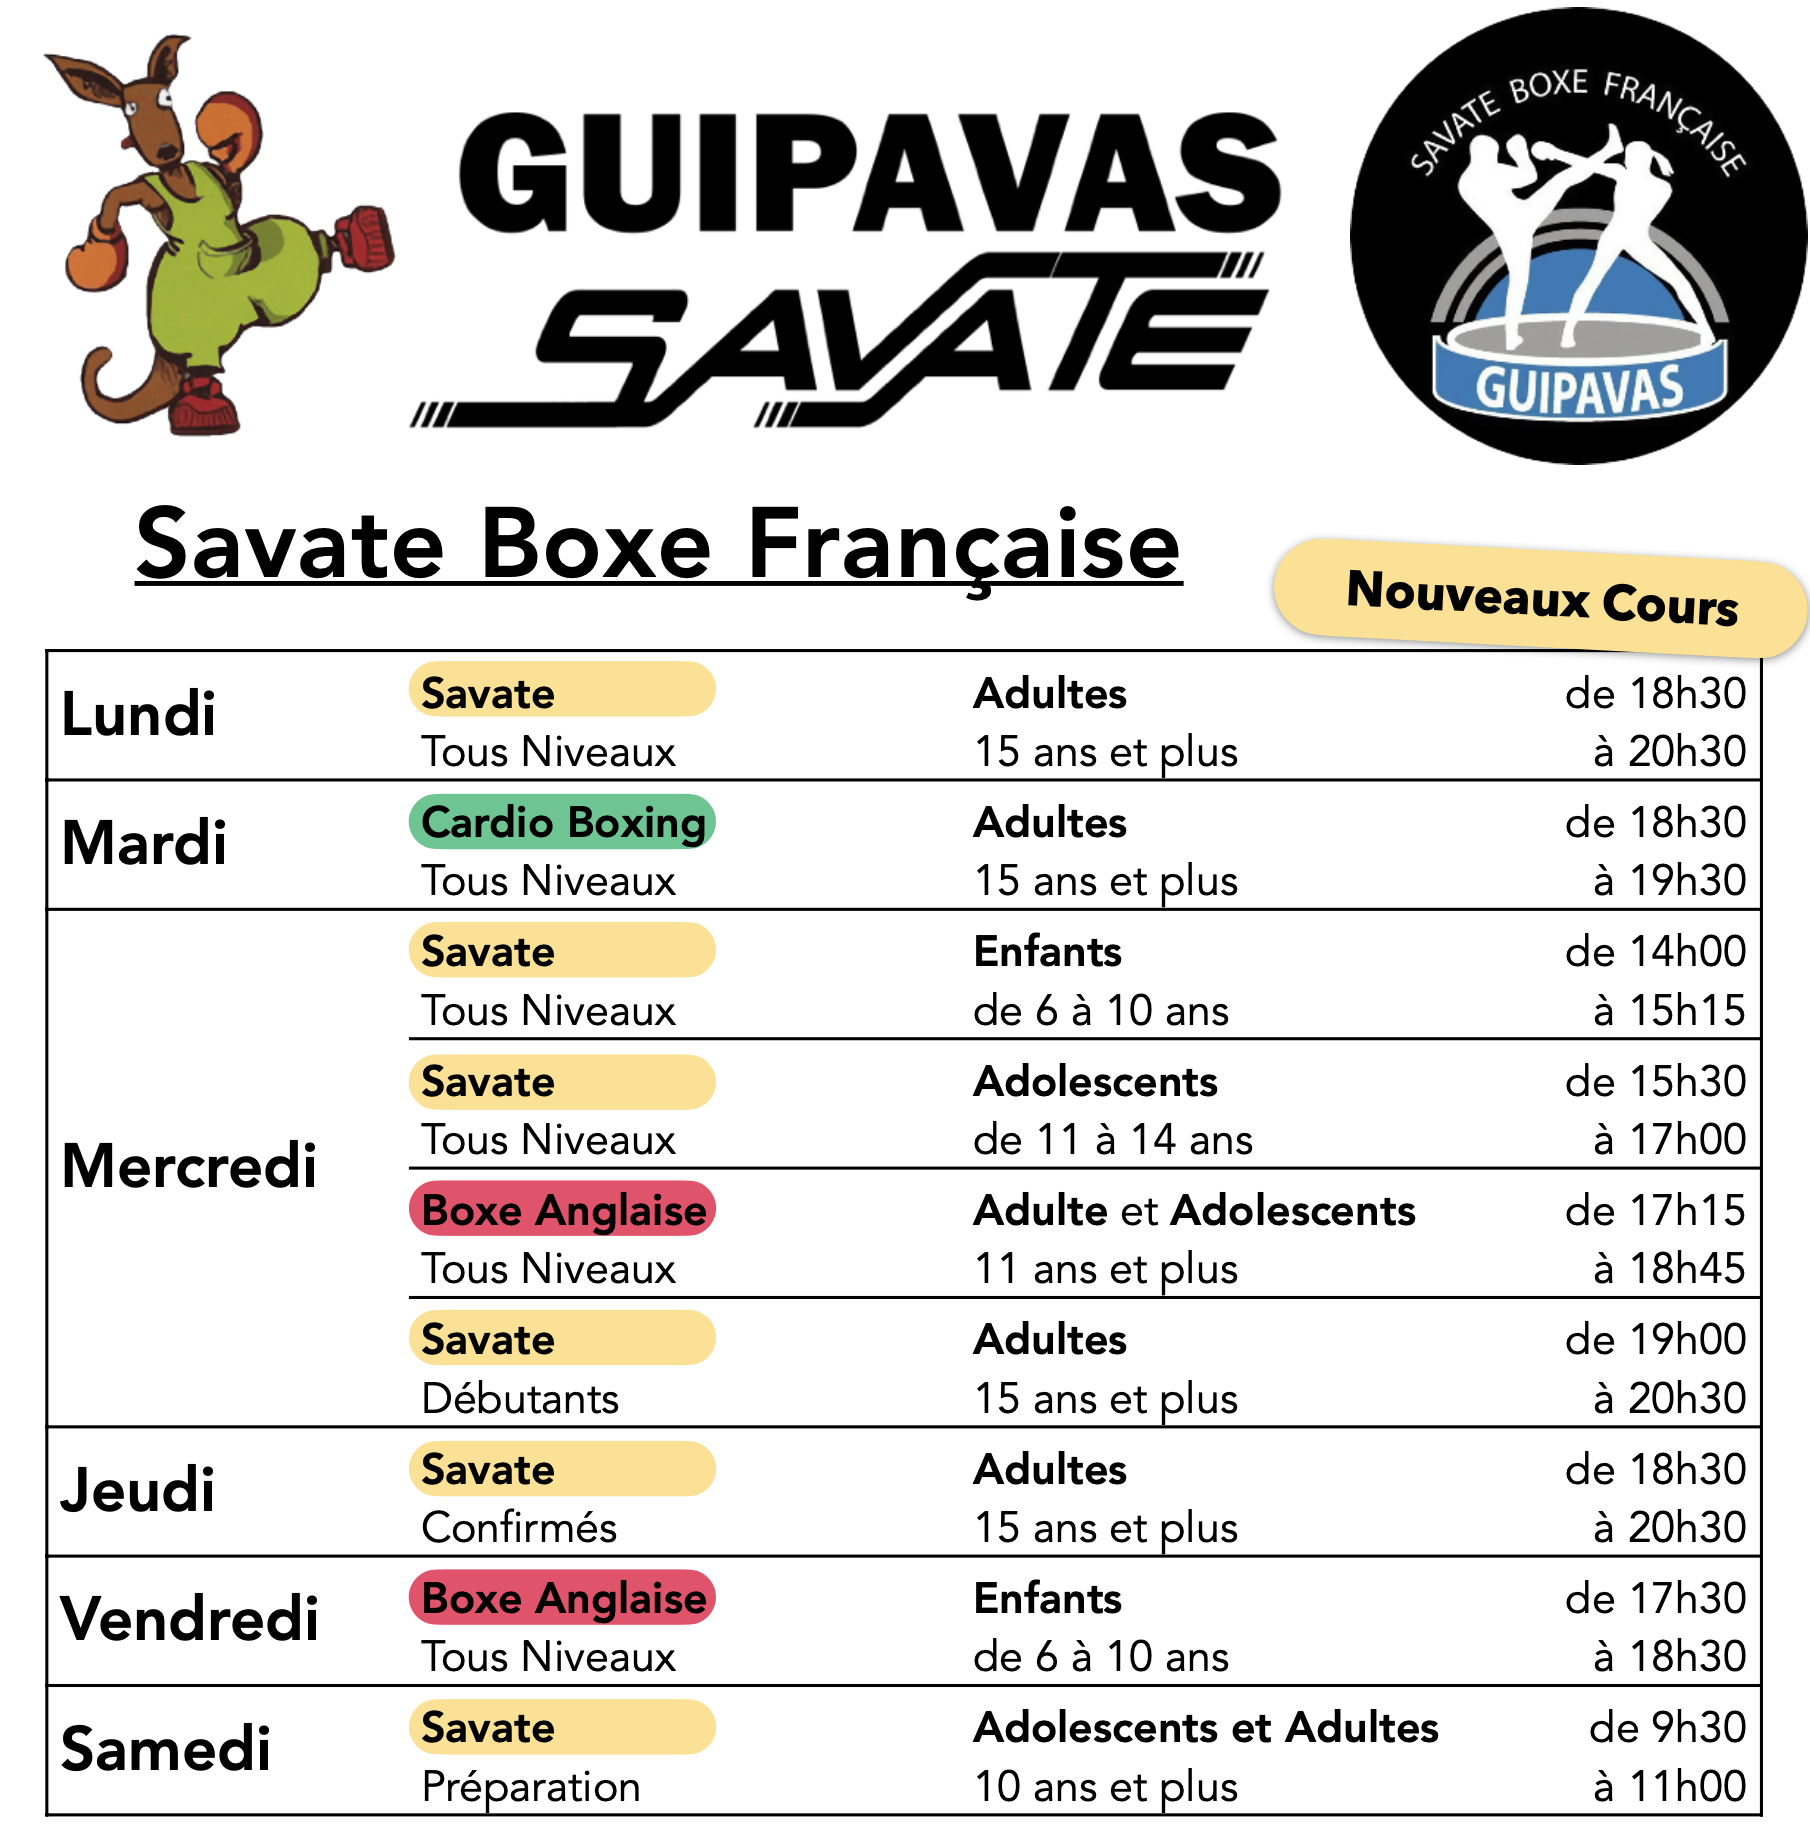 GUIPAVAS
SAVATE
SAVATE BOXE FRANÇAISE
GUIPAVAS
Savate Boxe Française
Nouveaux Cours
Lundi
Savate Adultes de 18h30
Tous Niveaux 15 ans et plus à 20h30
Mardi
Cardio Boxing Adultes de 18h30
Tous Niveaux 15 ans et plus à 19h30
Mercredi
Savate Enfants de 14h00
Tous Niveaux de 6 à 10 ans à 15h15
Savate Adolescents de 15h30
Tous Niveaux de 11 à 14 ans à 17h00
Boxe Anglaise Adulte et Adolescents de 17h15
Tous Niveaux 11 ans et plus à 18h45
Savate Adultes de 19h00
Débutants 15 ans et plus à 20h30
Jeudi
Savate Adultes de 18h30
Confirmés 15 ans et plus à 20h30
Vendredi
Boxe Anglaise Enfants de 17h30
Tous Niveaux de 6 à 10 ans à 18h30
Samedi
Savate Adolescents et Adultes de 9h30
Préparation 10 ans et plus à 11h00